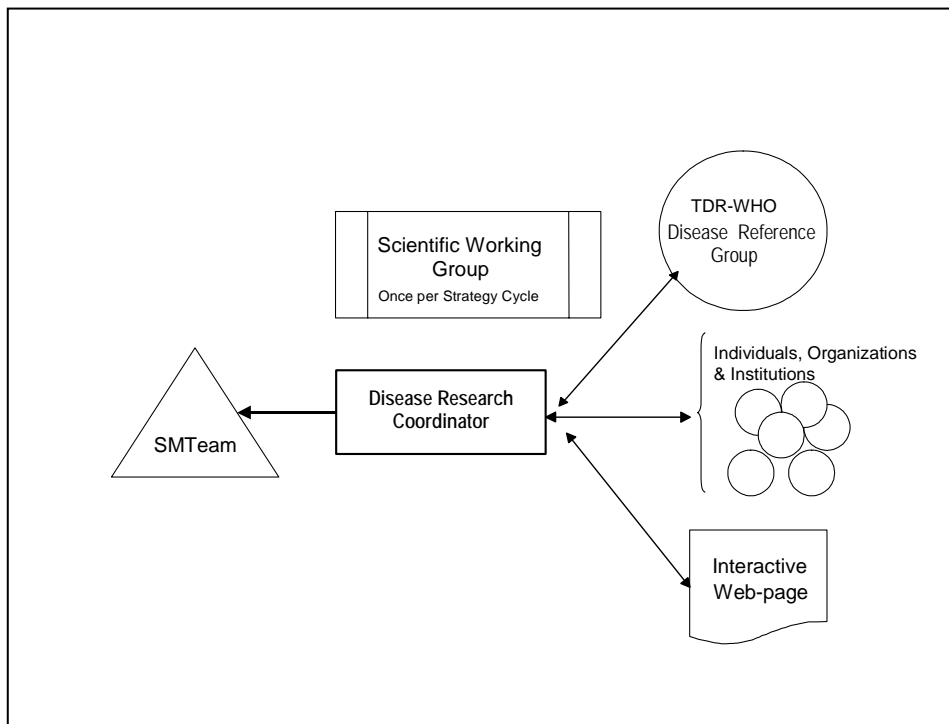 TDR-WHO
Disease Reference
Group
Scientific Working
Group
Once per Strategy Cycle
Individuals, Organizations
& Institutions
Disease Research
Coordinator
SMTeam
Interactive
Web-page